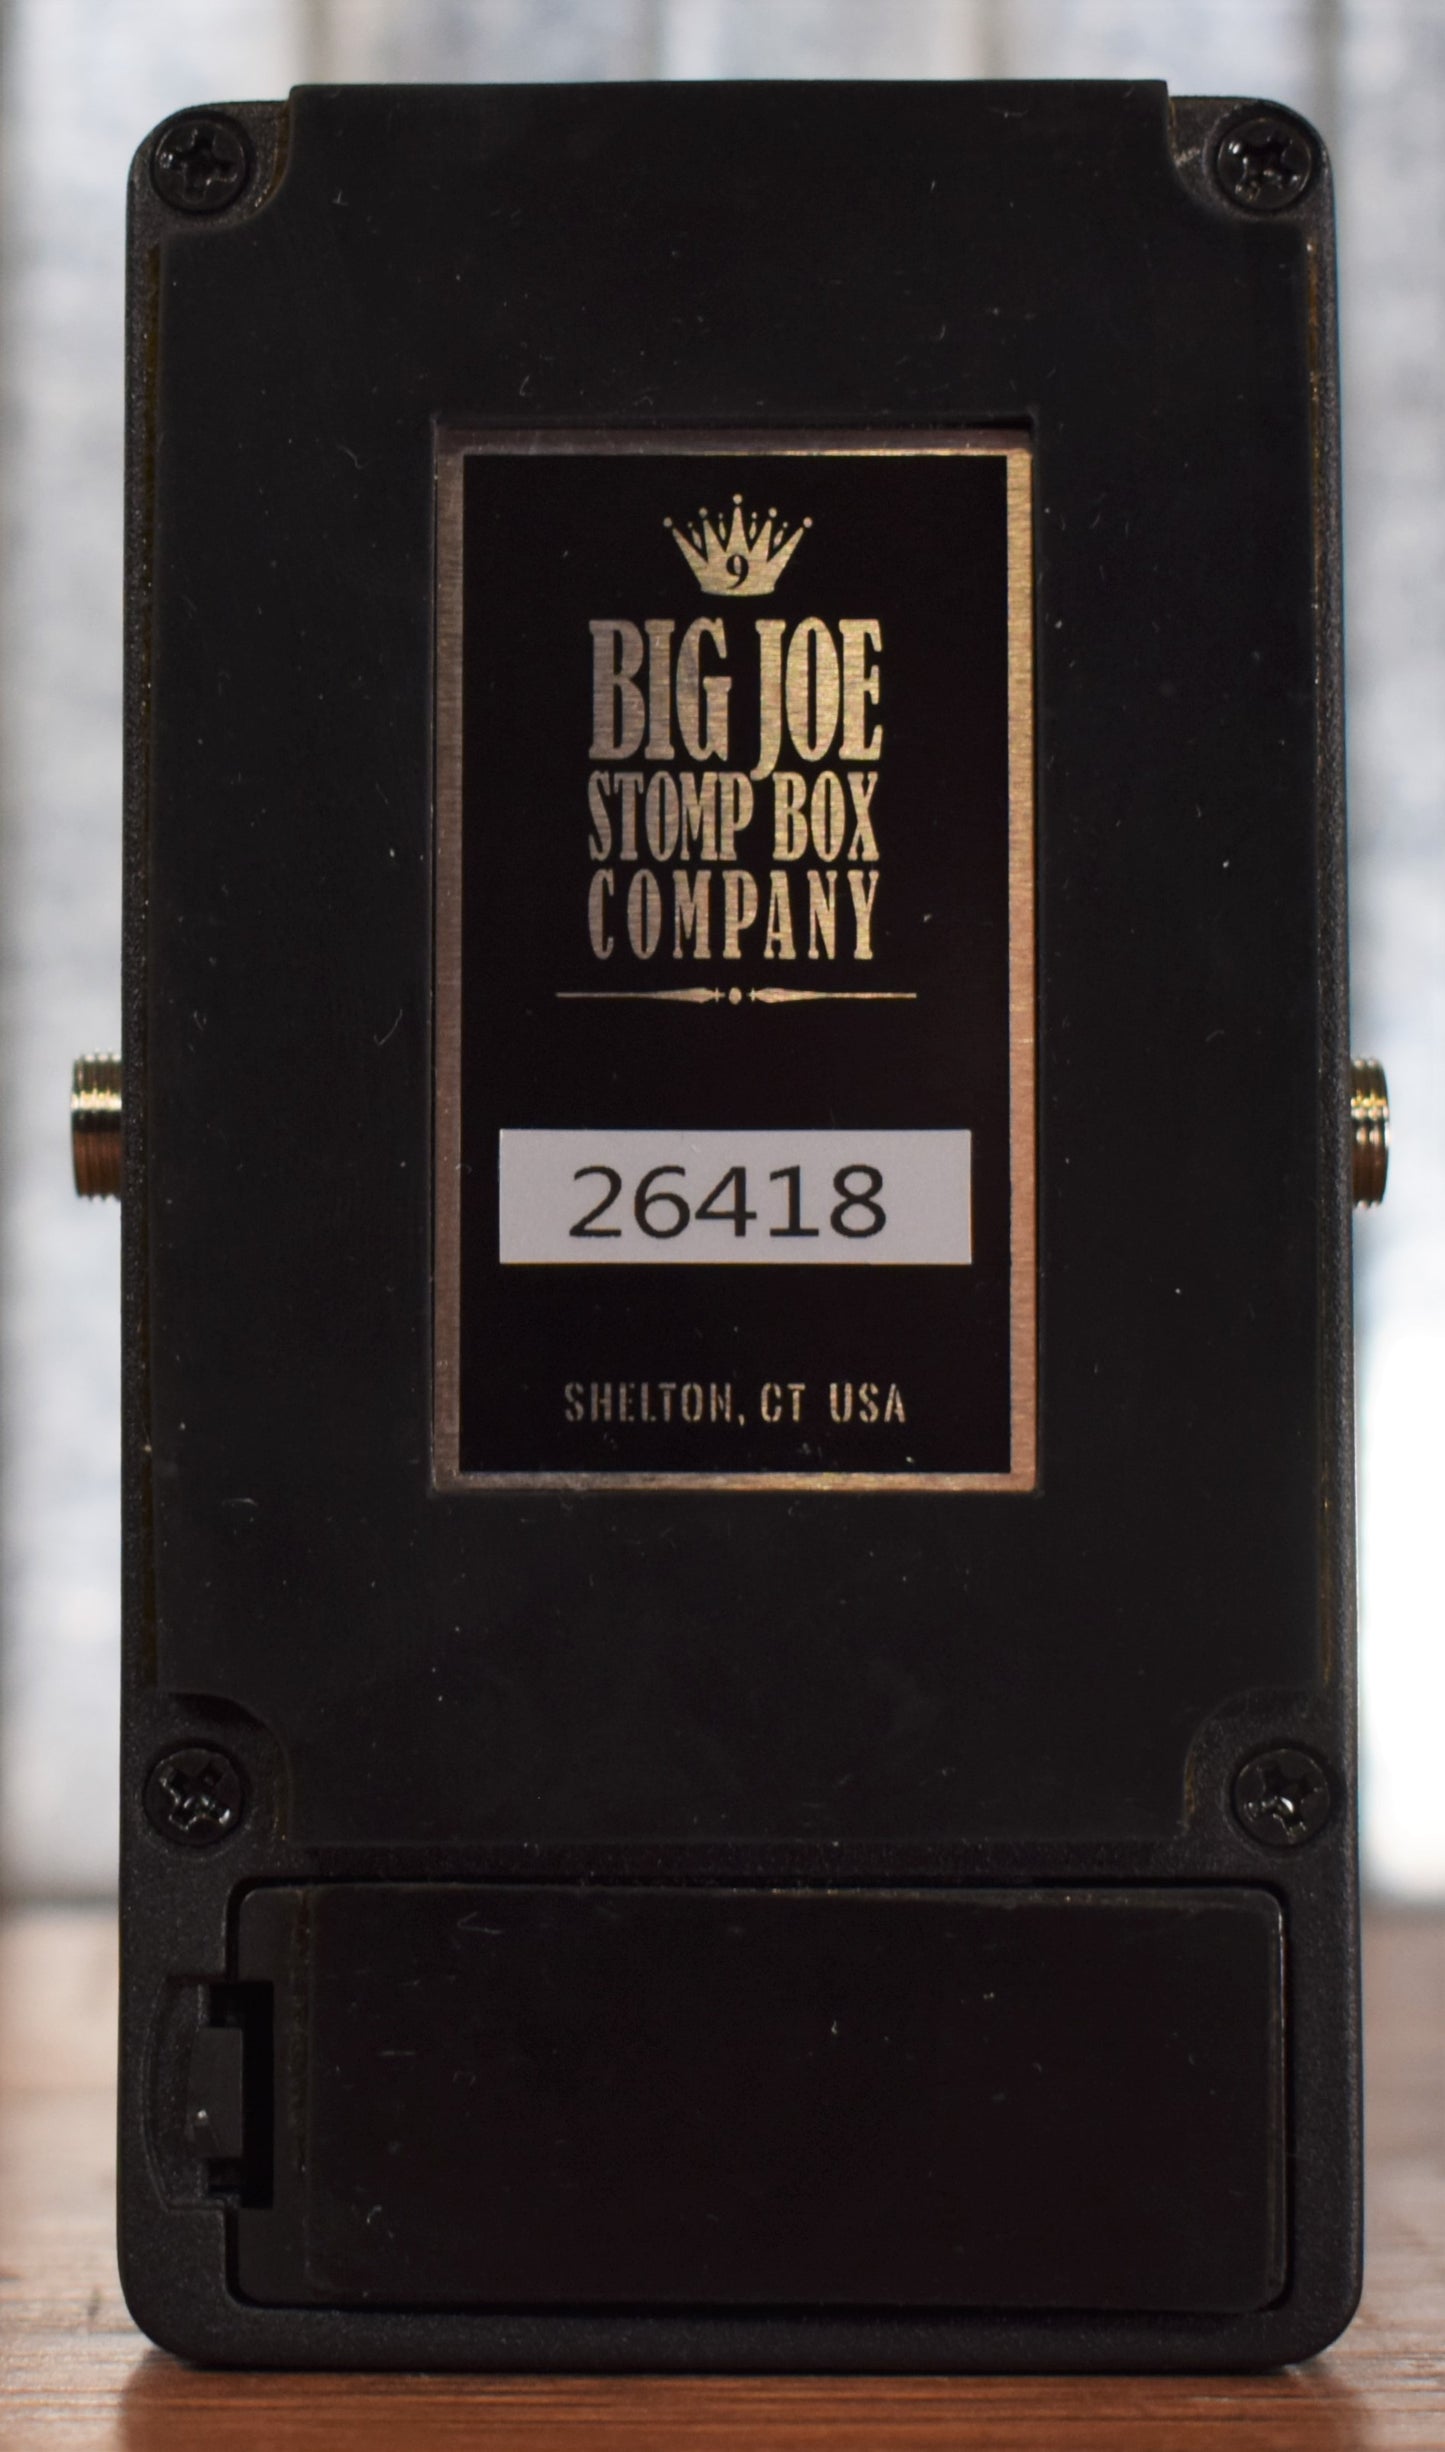 9
BIG JOE
STOMP BOX
COMPANY
26418
SHELTON, CT USA